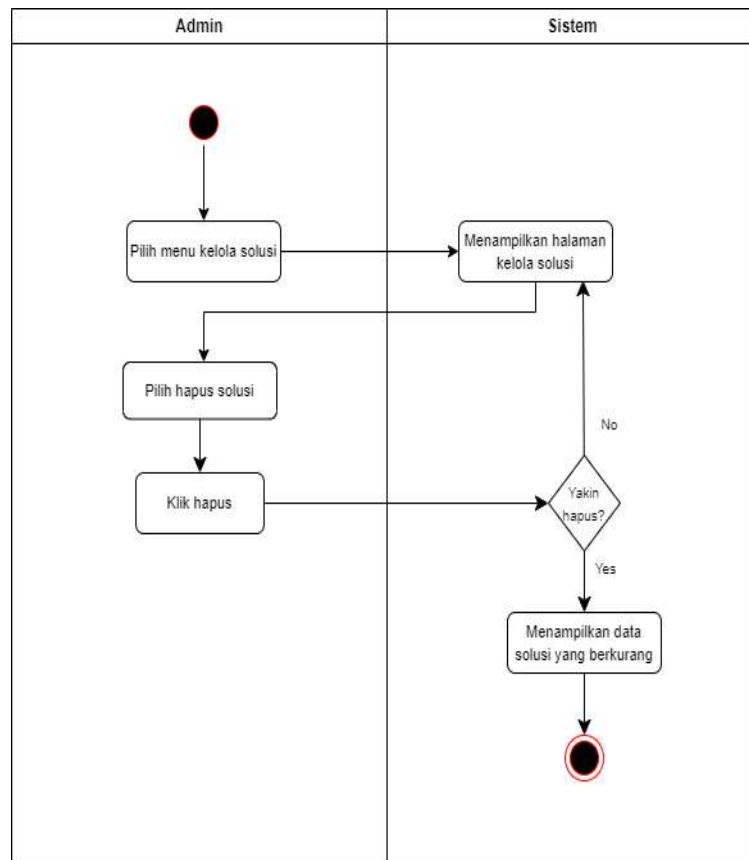 Admin
Sistem
Pilih menu kelola solusi
Menampilkan halaman
kelola solusi
Pilih hapus solusi
No
Klik hapus
Yakin
hapus?
Yes
Menampilkan data
solusi yang berkurang